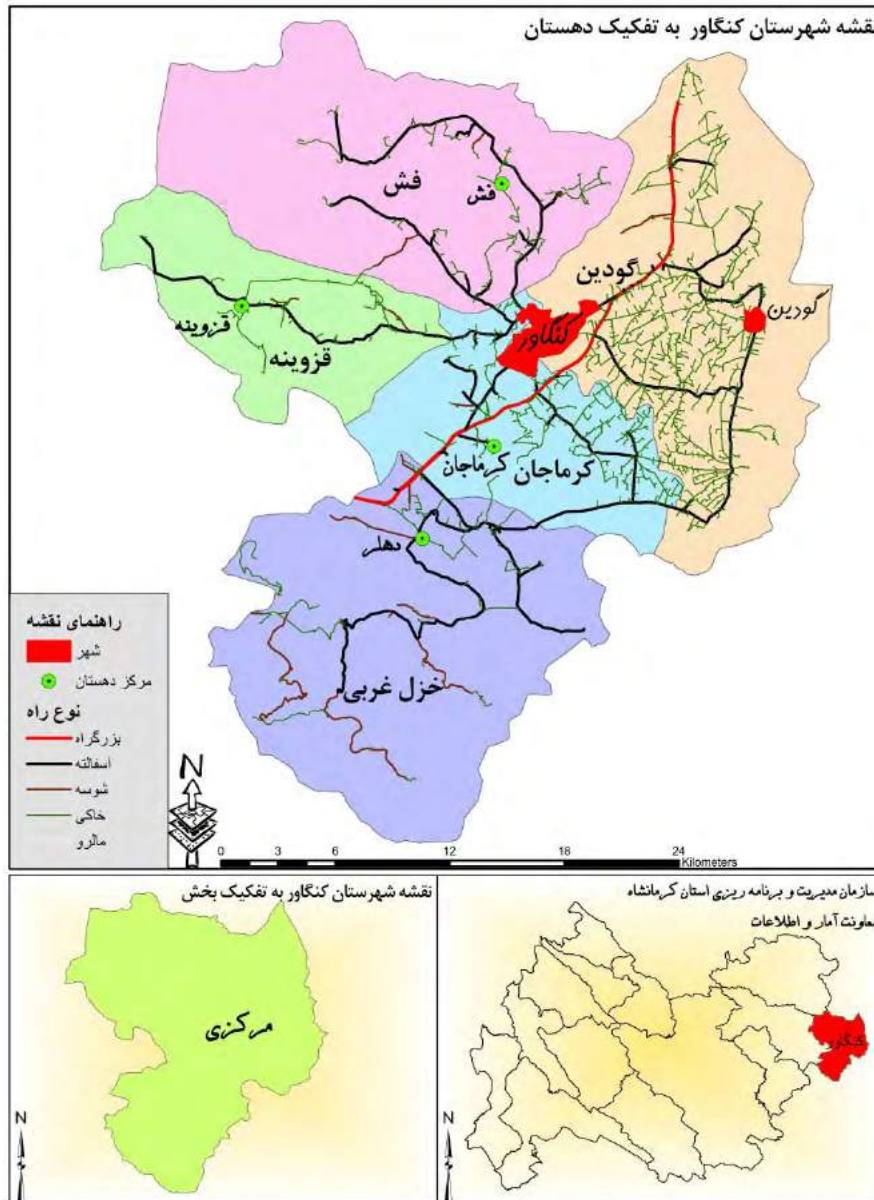 نقشه شهرستان کنگاور به تفکیک دهستان
فش
فش
گودین
گودین
کنگاور
قزوینه
قزوینه
کرماجان
کرماجان
دهلر
خزل غربی
راهنمای نقشه
شهر
مرکز دهستان
نوع راه
بزرگراه
آسفالته
شوسه
خاکی
مالرو
N
0 3 6 12 18 24
Kilometers
نقشه شهرستان کنگاور به تفکیک بخش
مرکزی
N
سازمان مدیریت و برنامه ریزی استان کرمانشاه
معاونت آمار و اطلاعات
کنگاور
N